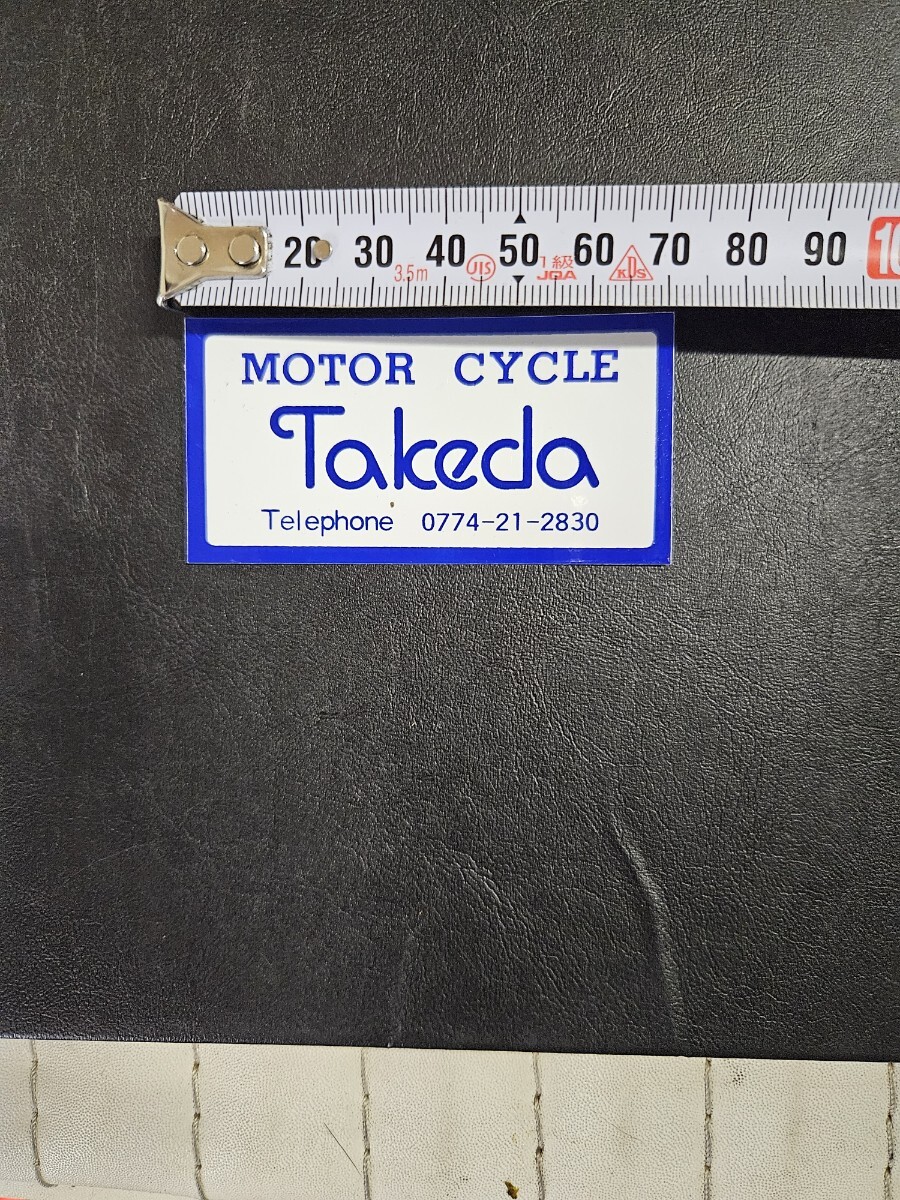 20 30 40 50 60 70 80 90 10
3.5m JIS 1級 JQA KDS
MOTOR CYCLE
Takeda
Telephone 0774-21-2830